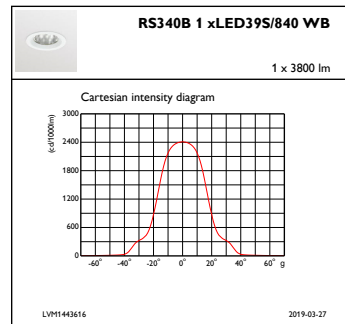 RS340B 1 xLED39S/840 WB
1 x 3800 lm
Cartesian intensity diagram
(cd/1000lm)
3000
2400
1800
1200
600
0
-60° -40° -20° 0° 20° 40° 60° g
LVM1443616 2019-03-27